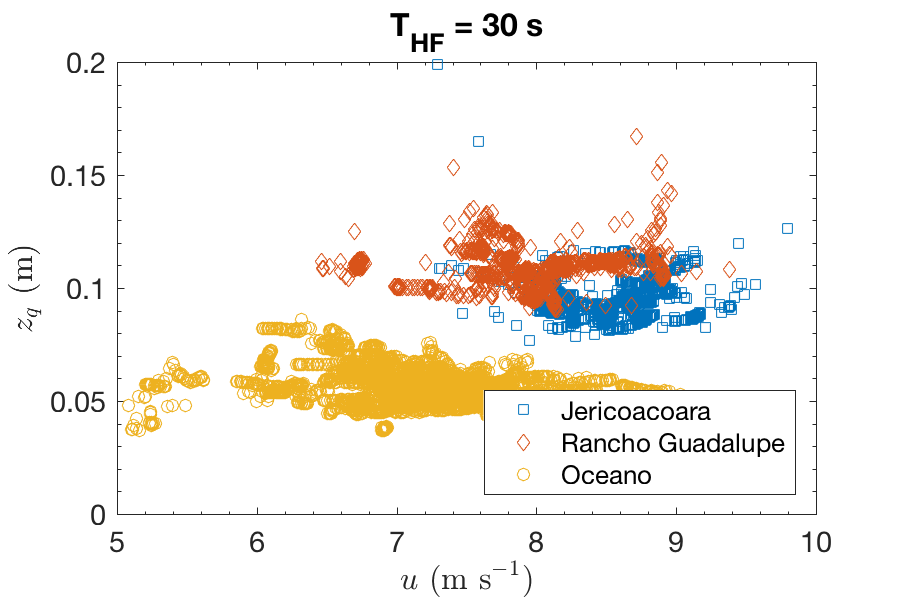 T_HF = 30 s
0.2
0.15
0.1
0.05
0
z_q (m)
Jericoacoara
Rancho Guadalupe
Oceano
5 6 7 8 9 10
u (m s⁻¹)